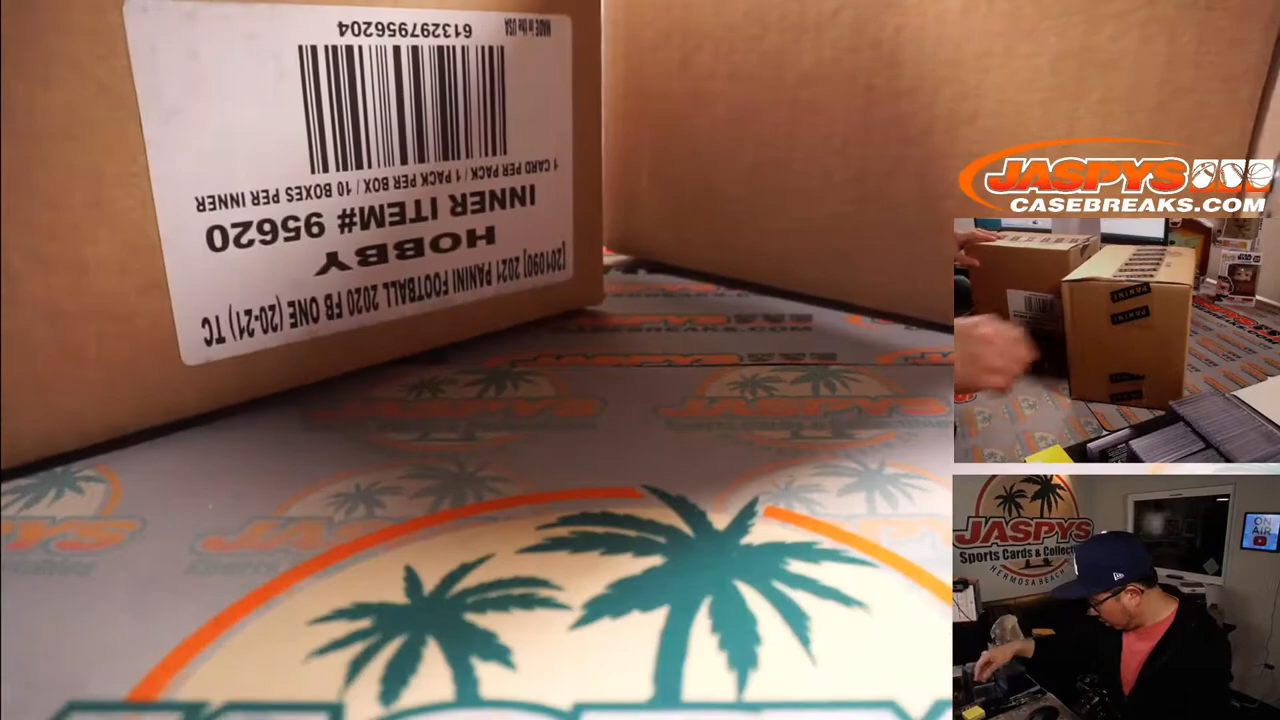 [201090] 2021 PANINI FOOTBALL 2020 FB ONE (20-21) TC
HOBBY
INNER ITEM# 95620
1 CARD PER PACK / 1 PACK PER BOX / 10 BOXES PER INNER
613297956204
MADE in the USA
JASPYS
CASEBREAKS.COM
PANINI
PANINI
JASPYS
Sports Cards &
HERMOSA BEACH
ON
AIR